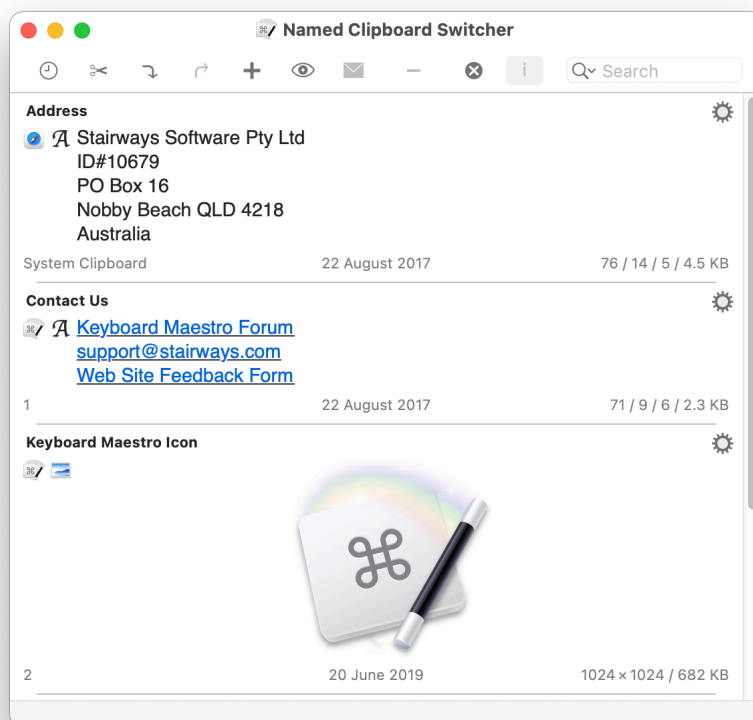 Named Clipboard Switcher
Search
Address
Stairways Software Pty Ltd
ID#10679
PO Box 16
Nobby Beach QLD 4218
Australia
System Clipboard 22 August 2017 76 / 14 / 5 / 4.5 KB
Contact Us
Keyboard Maestro Forum
support@stairways.com
Web Site Feedback Form
1 22 August 2017 71 / 9 / 6 / 2.3 KB
Keyboard Maestro Icon
2 20 June 2019 1024 × 1024 / 682 KB